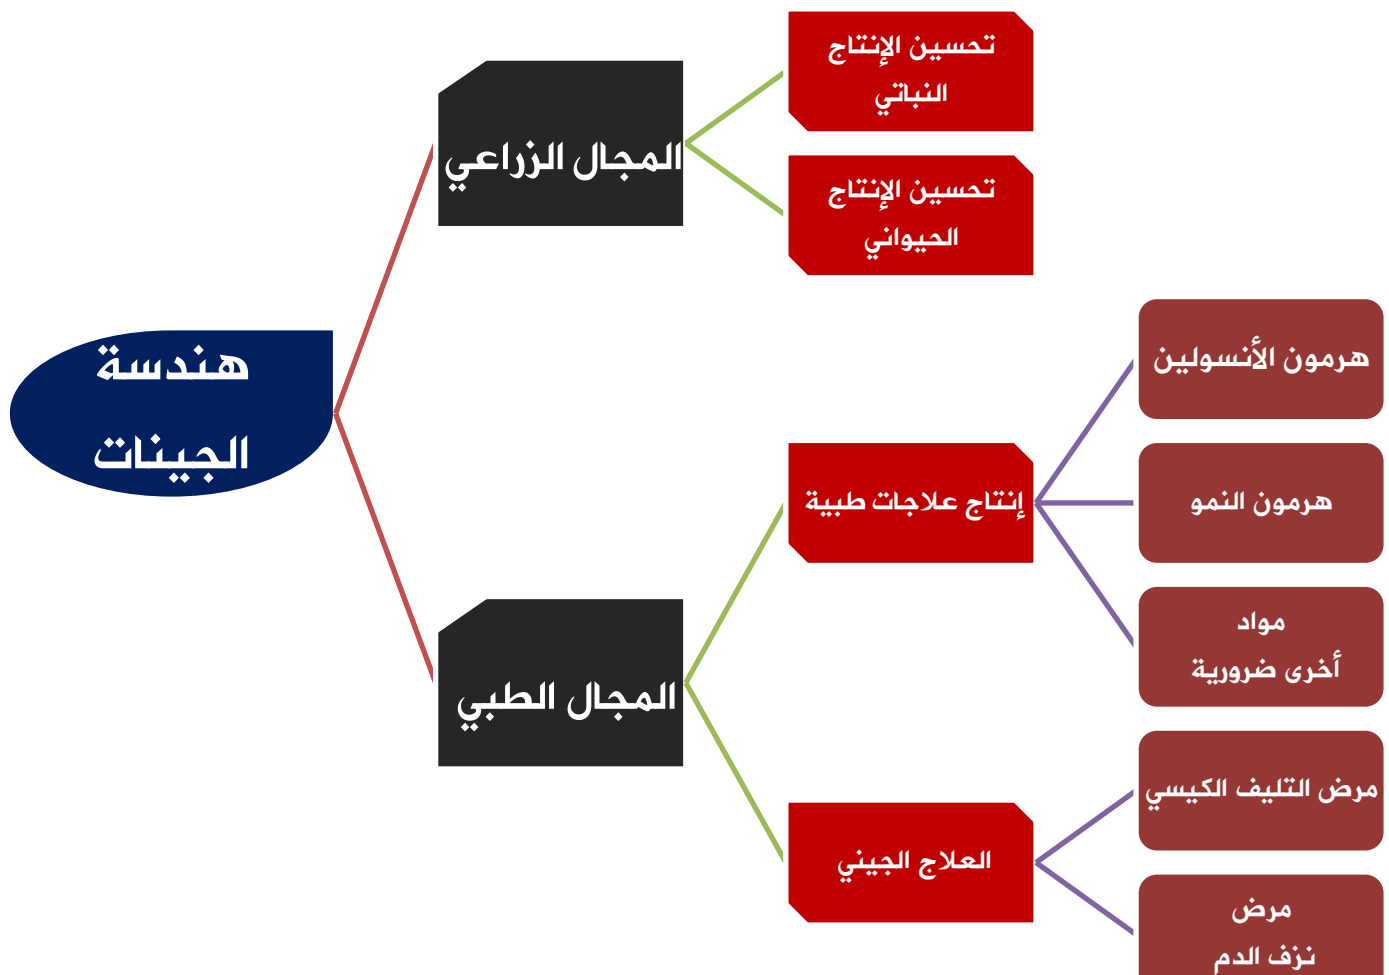 هندسة
الجينات
المجال الزراعي
تحسين الإنتاج
النباتي
تحسين الإنتاج
الحيواني
المجال الطبي
إنتاج علاجات طبية
هرمون الأنسولين
هرمون النمو
مواد
أخرى ضرورية
العلاج الجيني
مرض التليف الكيسي
مرض
نزف الدم